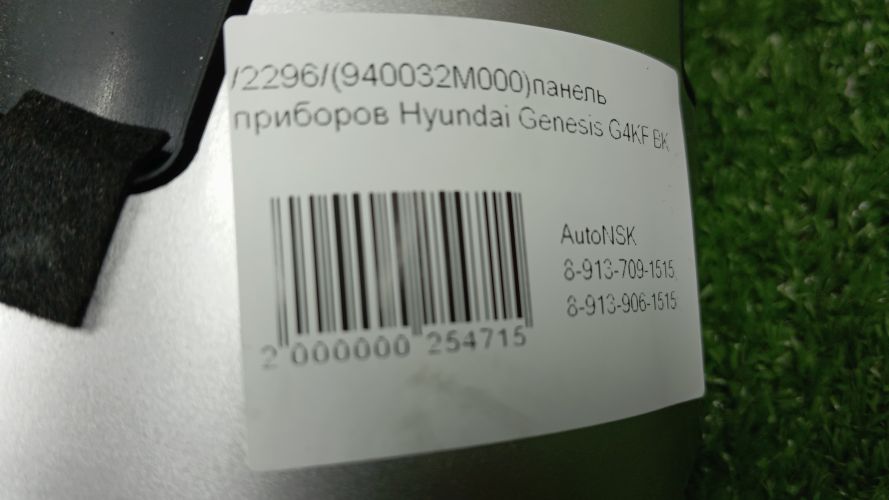 /2296/(940032M000)панель
приборов Hyundai Genesis G4KF BK
AutoNSK
8-913-709-1515
8-913-906-1515
2 000000 254715